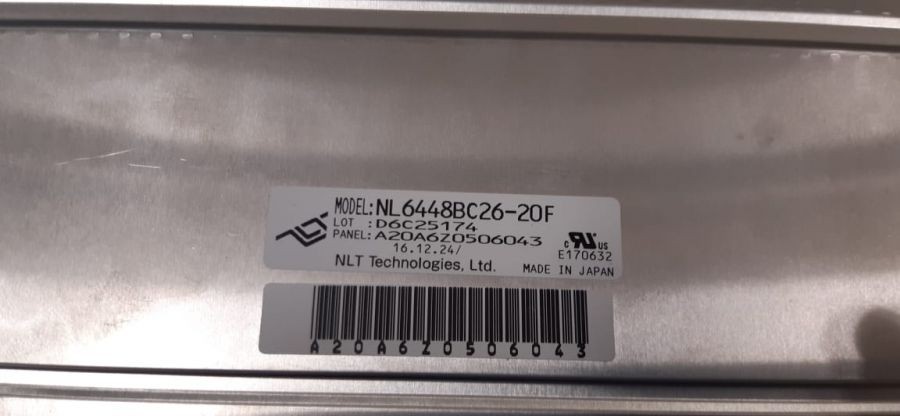 MODEL:NL6448BC26-20F
LOT :D6C25174
PANEL:A20A6Z0506043
16.12.24/
NLT Technologies, Ltd.
c RU US
E170632
MADE IN JAPAN
A20A6Z0506043